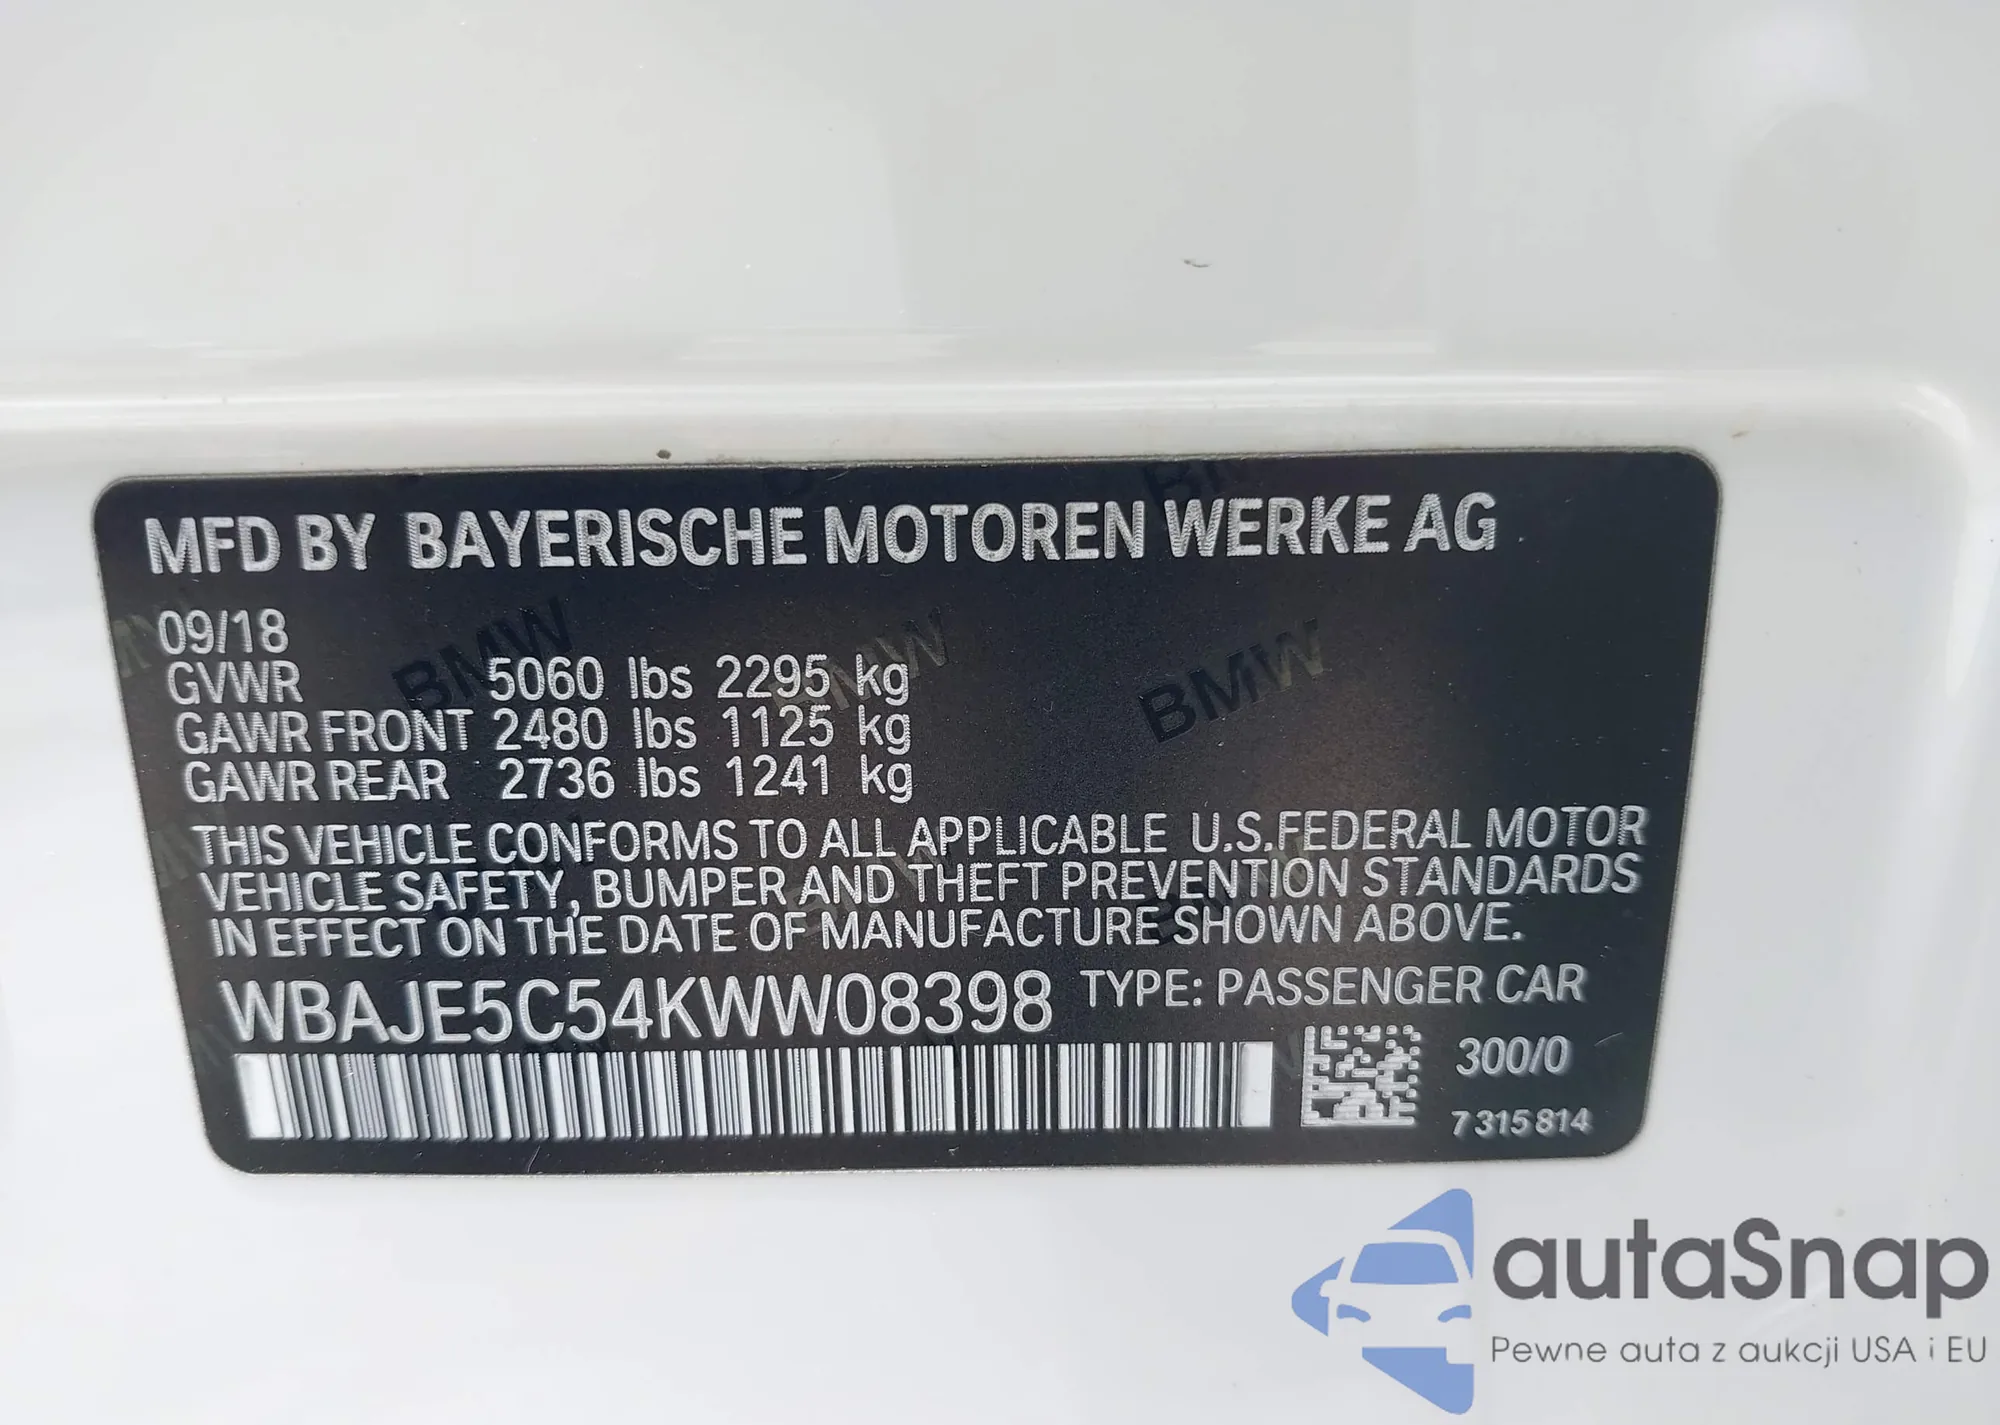 MFD BY BAYERISCHE MOTOREN WERKE AG
09/18
GVWR 5060 lbs 2295 kg
GAWR FRONT 2480 lbs 1125 kg
GAWR REAR 2736 lbs 1241 kg
THIS VEHICLE CONFORMS TO ALL APPLICABLE U.S.FEDERAL MOTOR
VEHICLE SAFETY, BUMPER AND THEFT PREVENTION STANDARDS
IN EFFECT ON THE DATE OF MANUFACTURE SHOWN ABOVE.
WBAJE5C54KWW08398 TYPE: PASSENGER CAR
300/0
7315814
BMW BMW BMW
autaSnap
Pewne auta z aukcji USA i EU